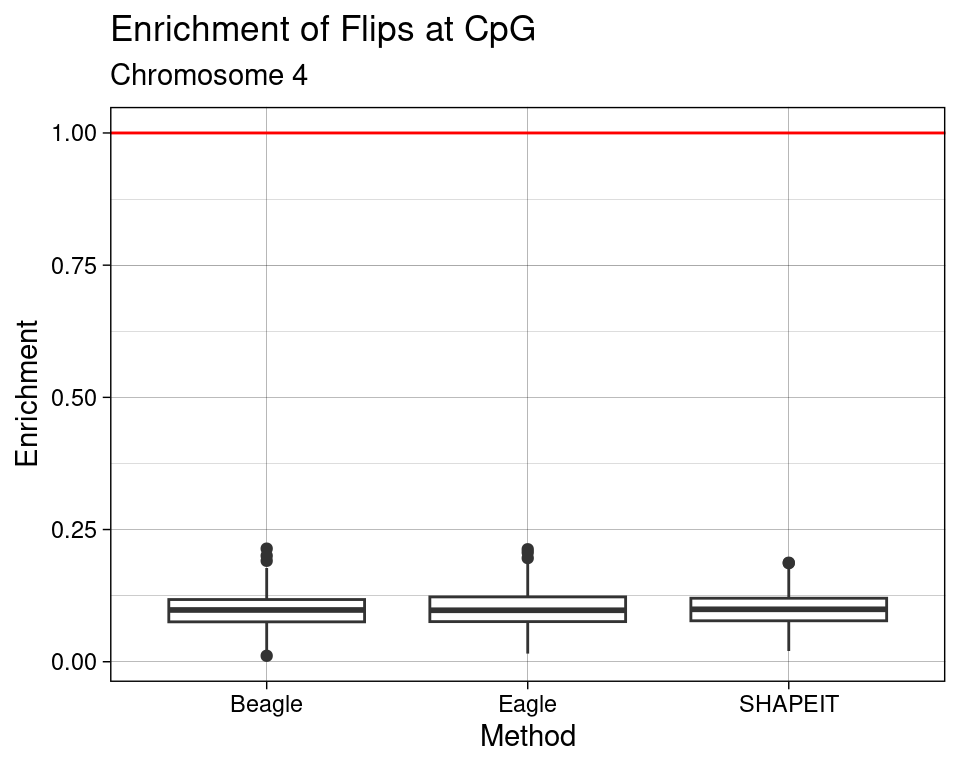 Enrichment of Flips at CpG
Chromosome 4
Enrichment
1.00
0.75
0.50
0.25
0.00
Beagle Eagle SHAPEIT
Method